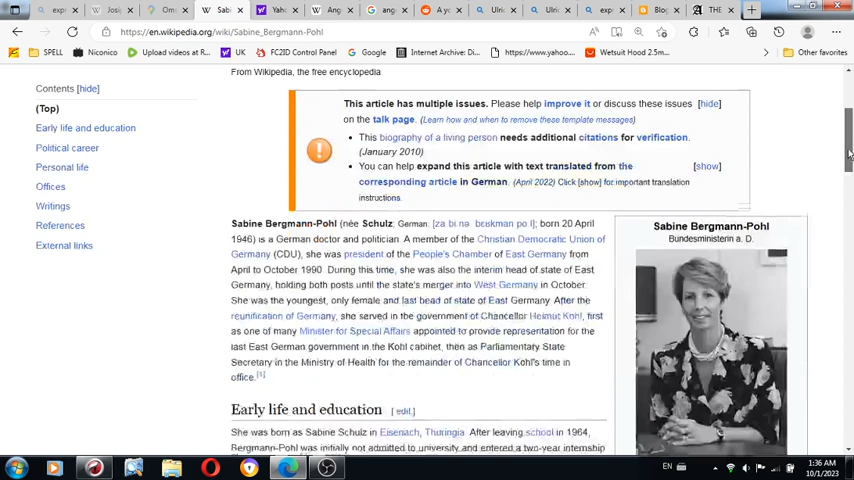 exp
Josi
Om
Sabi
Yaho
Ang
ang
A yo
Ulric
Ulric
exp
Blog
THE
https://en.wikipedia.org/wiki/Sabine_Bergmann-Pohl
SPELL
Niconico
Upload videos at R...
UK
FC2ID Control Panel
Google
Internet Archive: Di...
https://www.yahoo....
Wetsuit Hood 2.5m...
Other favorites
From Wikipedia, the free encyclopedia
Contents [hide]
(Top)
Early life and education
Political career
Personal life
Offices
Writings
References
External links
This article has multiple issues. Please help improve it or discuss these issues [hide]
on the talk page. (Learn how and when to remove these template messages)
• This biography of a living person needs additional citations for verification.
(January 2010)
• You can help expand this article with text translated from the [show]
corresponding article in German. (April 2022) Click [show] for important translation
instructions.
Sabine Bergmann-Pohl (née Schulz; German: born 20 April
1946) is a German doctor and politician. A member of the Christian Democratic Union of
Germany (CDU), she was president of the People's Chamber of East Germany from
April to October 1990. During this time, she was also the interim head of state of East
Germany, holding both posts until the state's merger into West Germany in October.
She was the youngest, only female and last head of state of East Germany. After the
reunification of Germany, she served in the government of Chancellor Helmut Kohl, first
as one of many Minister for Special Affairs appointed to provide representation for the
last East German government in the Kohl cabinet, then as Parliamentary State
Secretary in the Ministry of Health for the remainder of Chancellor Kohl's time in
office.[1]
Sabine Bergmann-Pohl
Bundesministerin a. D.
Early life and education [ edit ]
She was born as Sabine Schulz in Eisenach, Thuringia. After leaving school in 1964,
Bergmann-Pohl was initially not admitted to university and entered a two-year internship
EN
1:36 AM
10/1/2023